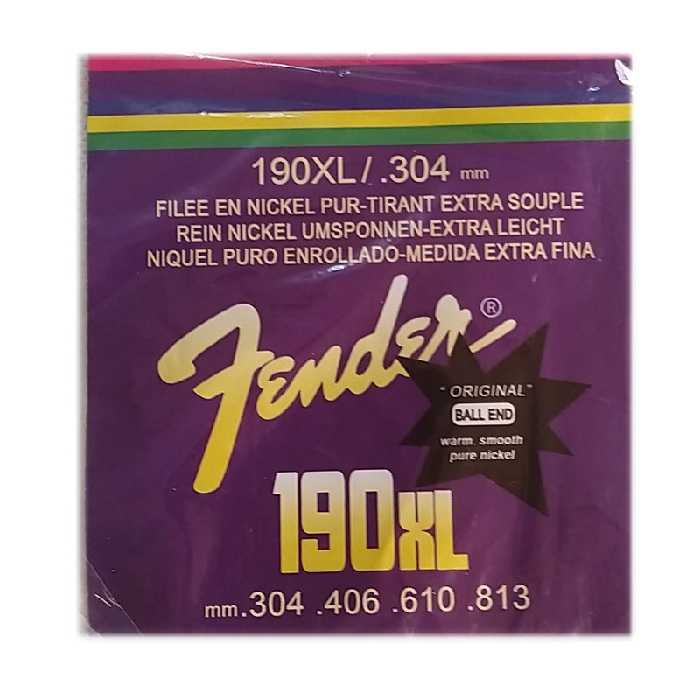 190XL / .304 mm
FILEE EN NICKEL PUR-TIRANT EXTRA SOUPLE
REIN NICKEL UMSPONNEN-EXTRA LEICHT
NIQUEL PURO ENROLLADO-MEDIDA EXTRA FINA
Fender®
"ORIGINAL"
BALL END
warm, smooth
pure nickel
190XL
mm .304 .406 .610 .813